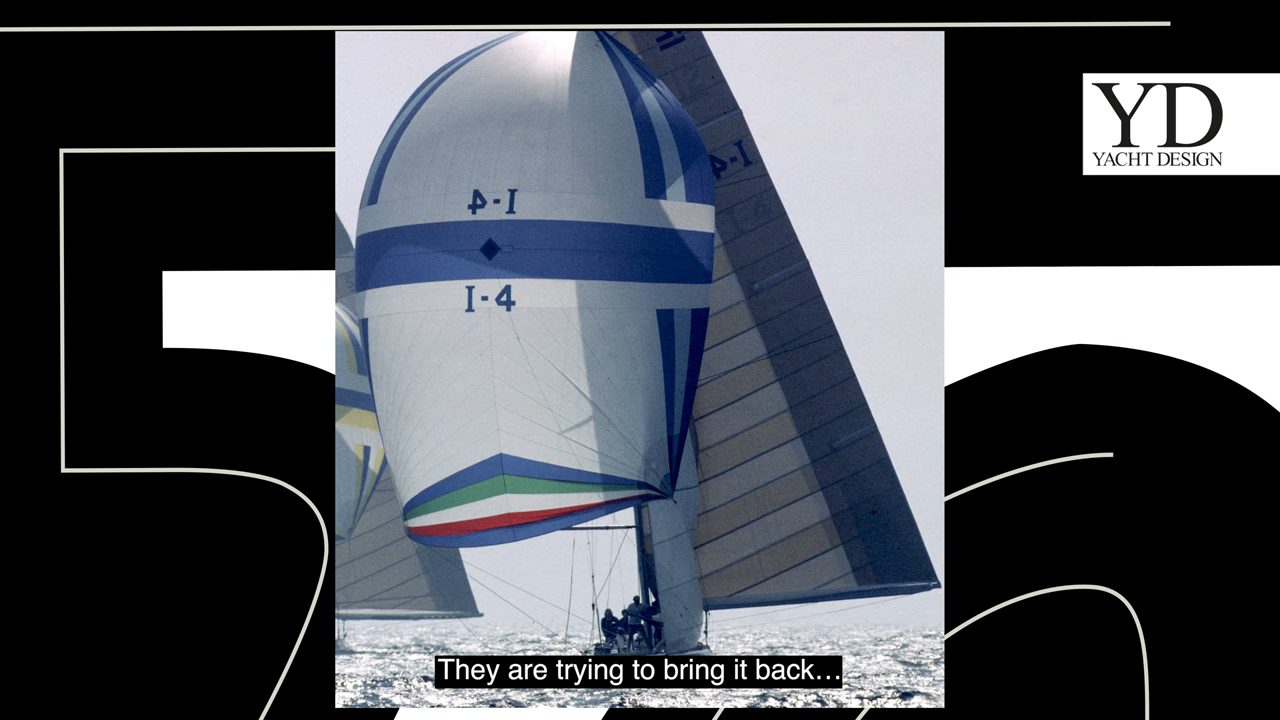 YD
YACHT DESIGN
I-4
I-4
I-4
They are trying to bring it back…